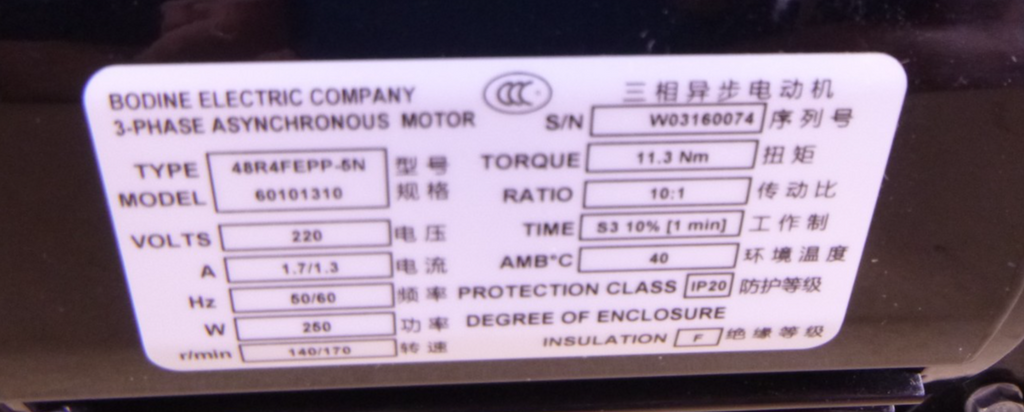 BODINE ELECTRIC COMPANY CCC 三相异步电动机
3-PHASE ASYNCHRONOUS MOTOR S/N W03160074 序列号
TYPE 48R4FEPP-5N 型号 TORQUE 11.3 Nm 扭矩
MODEL 60101310 规格 RATIO 10:1 传动比
VOLTS 220 电压 TIME S3 10% [1 min] 工作制
A 1.7/1.3 电流 AMB°C 40 环境温度
Hz 50/60 频率 PROTECTION CLASS IP20 防护等级
W 250 功率 DEGREE OF ENCLOSURE
r/min 140/170 转速 INSULATION F 绝缘等级